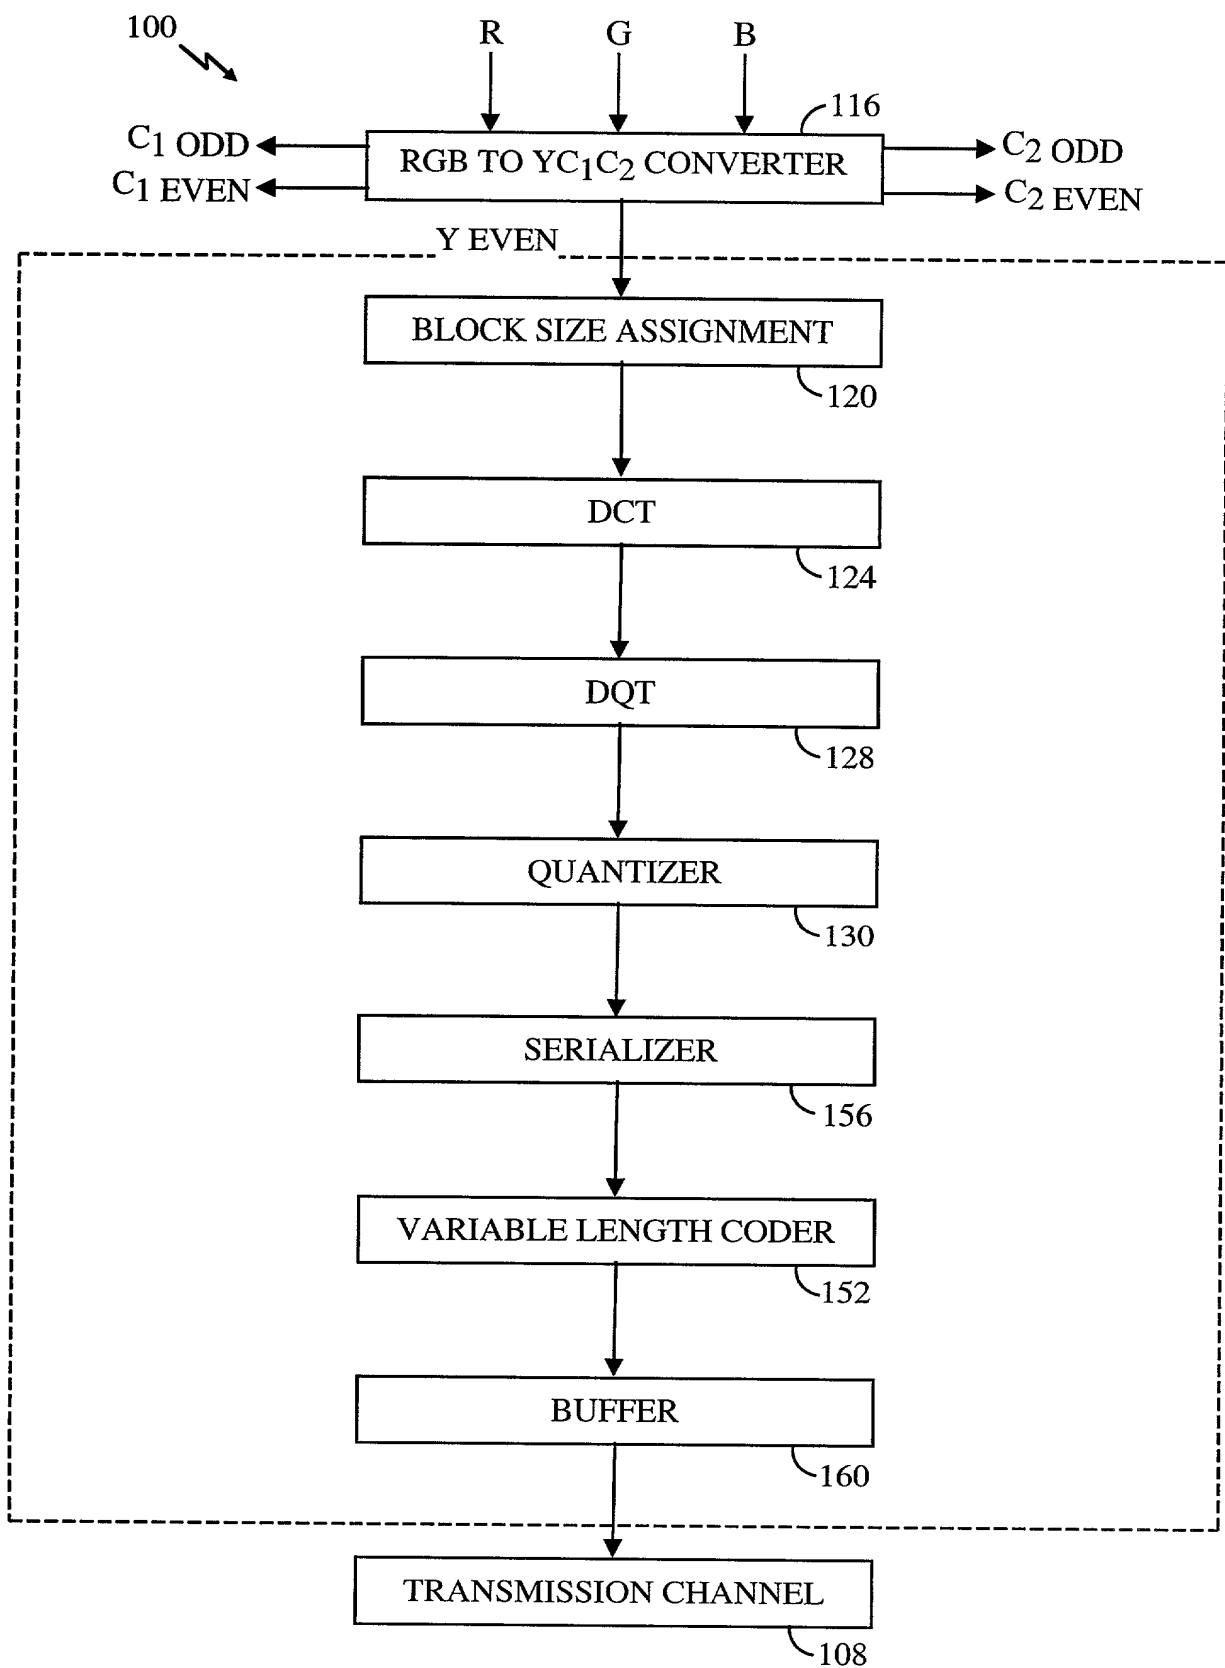 100
R G B
116
C1 ODD
RGB TO YC1C2 CONVERTER
C2 ODD
C1 EVEN
C2 EVEN
Y EVEN
BLOCK SIZE ASSIGNMENT
120
DCT
124
DQT
128
QUANTIZER
130
SERIALIZER
156
VARIABLE LENGTH CODER
152
BUFFER
160
TRANSMISSION CHANNEL
108